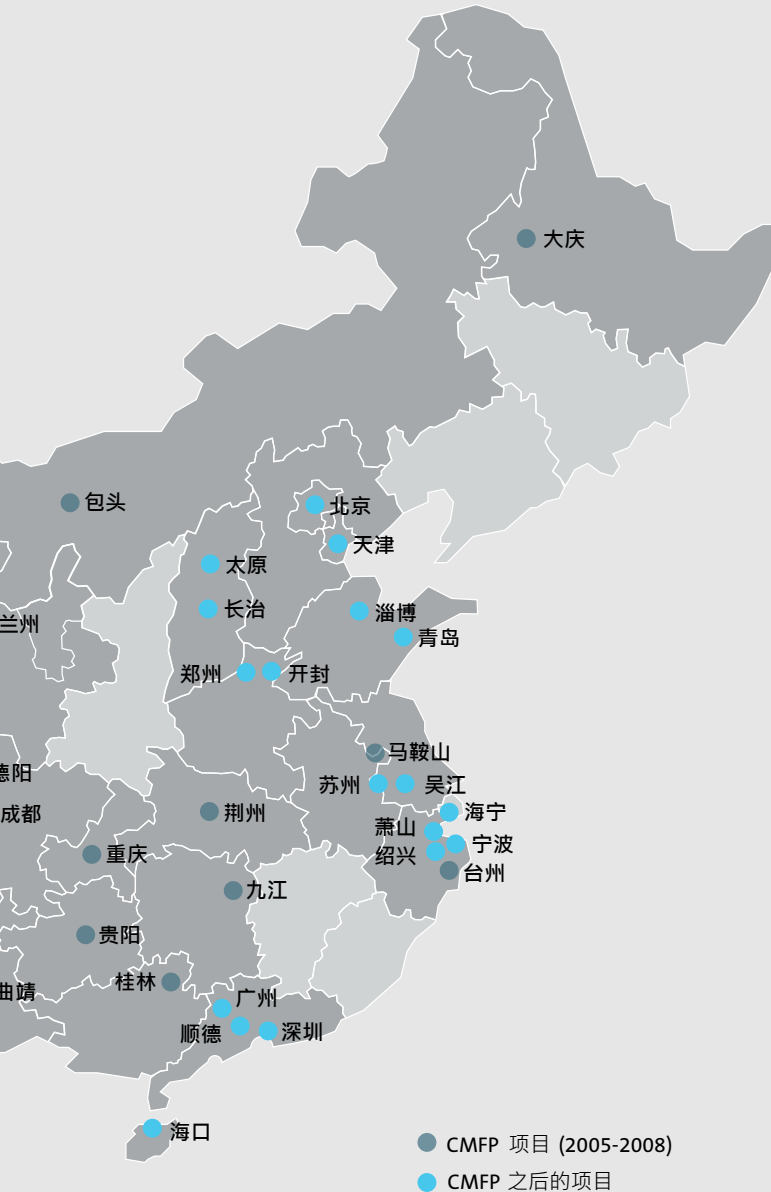 大庆
包头
北京
天津
太原
长治
兰州
淄博
青岛
郑州
开封
马鞍山
德阳
苏州
吴江
成都
荆州
海宁
萧山
宁波
绍兴
重庆
台州
九江
贵阳
桂林
曲靖
广州
顺德
深圳
海口
CMFP 项目 (2005-2008)
CMFP 之后的项目